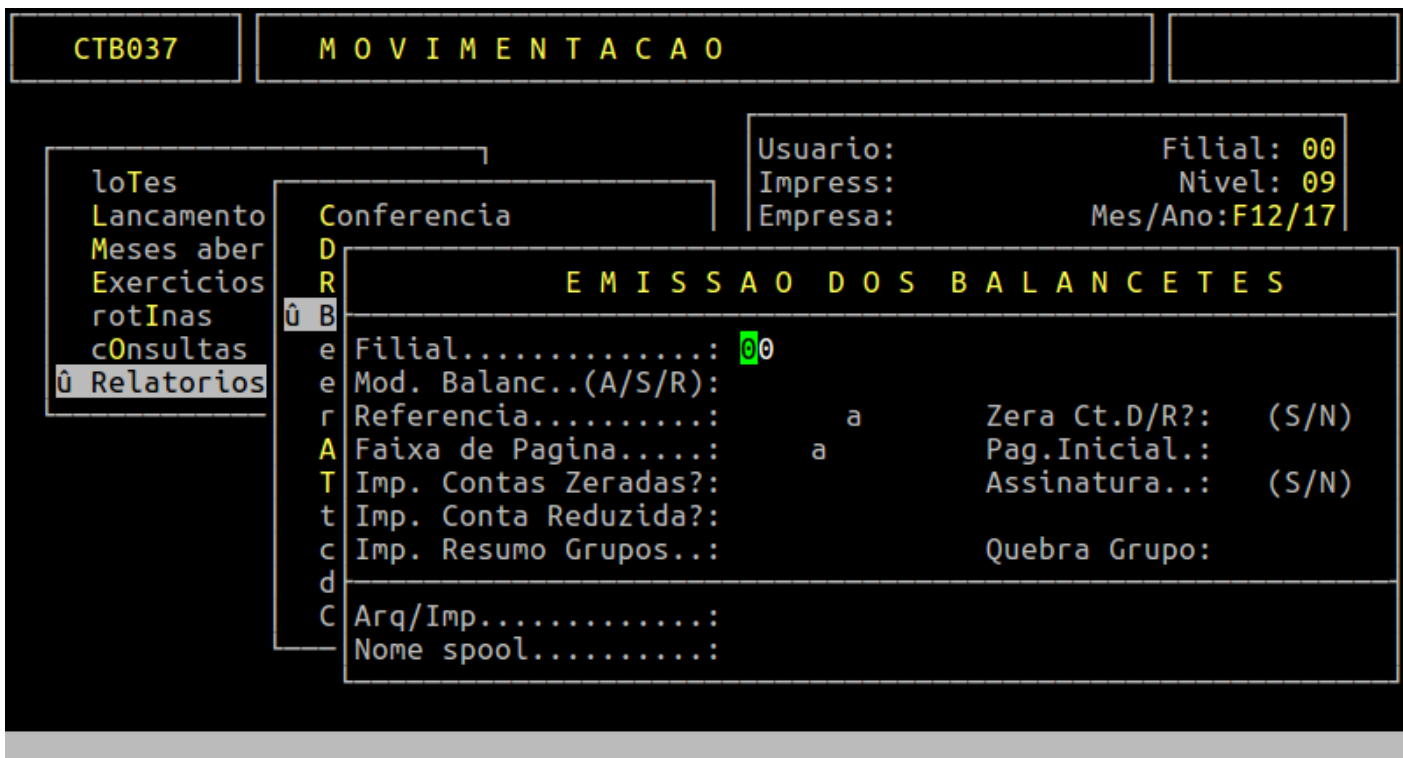 CTB037 M O V I M E N T A C A O
Usuario: Filial: 00
Impress: Nivel: 09
Empresa: Mes/Ano:F12/17
loTes
Lancamento
Meses aber
Exercicios
rotInas
cOnsultas
û Relatorios
Conferencia
D
R
û B
e
e
r
A
T
t
c
d
C
E M I S S A O D O S B A L A N C E T E S
Filial..............: 00
Mod. Balanc..(A/S/R):
Referencia..........: a Zera Ct.D/R?: (S/N)
Faixa de Pagina.....: a Pag.Inicial.:
Imp. Contas Zeradas?: Assinatura..: (S/N)
Imp. Conta Reduzida?:
Imp. Resumo Grupos..: Quebra Grupo:
Arq/Imp.............:
Nome spool..........: